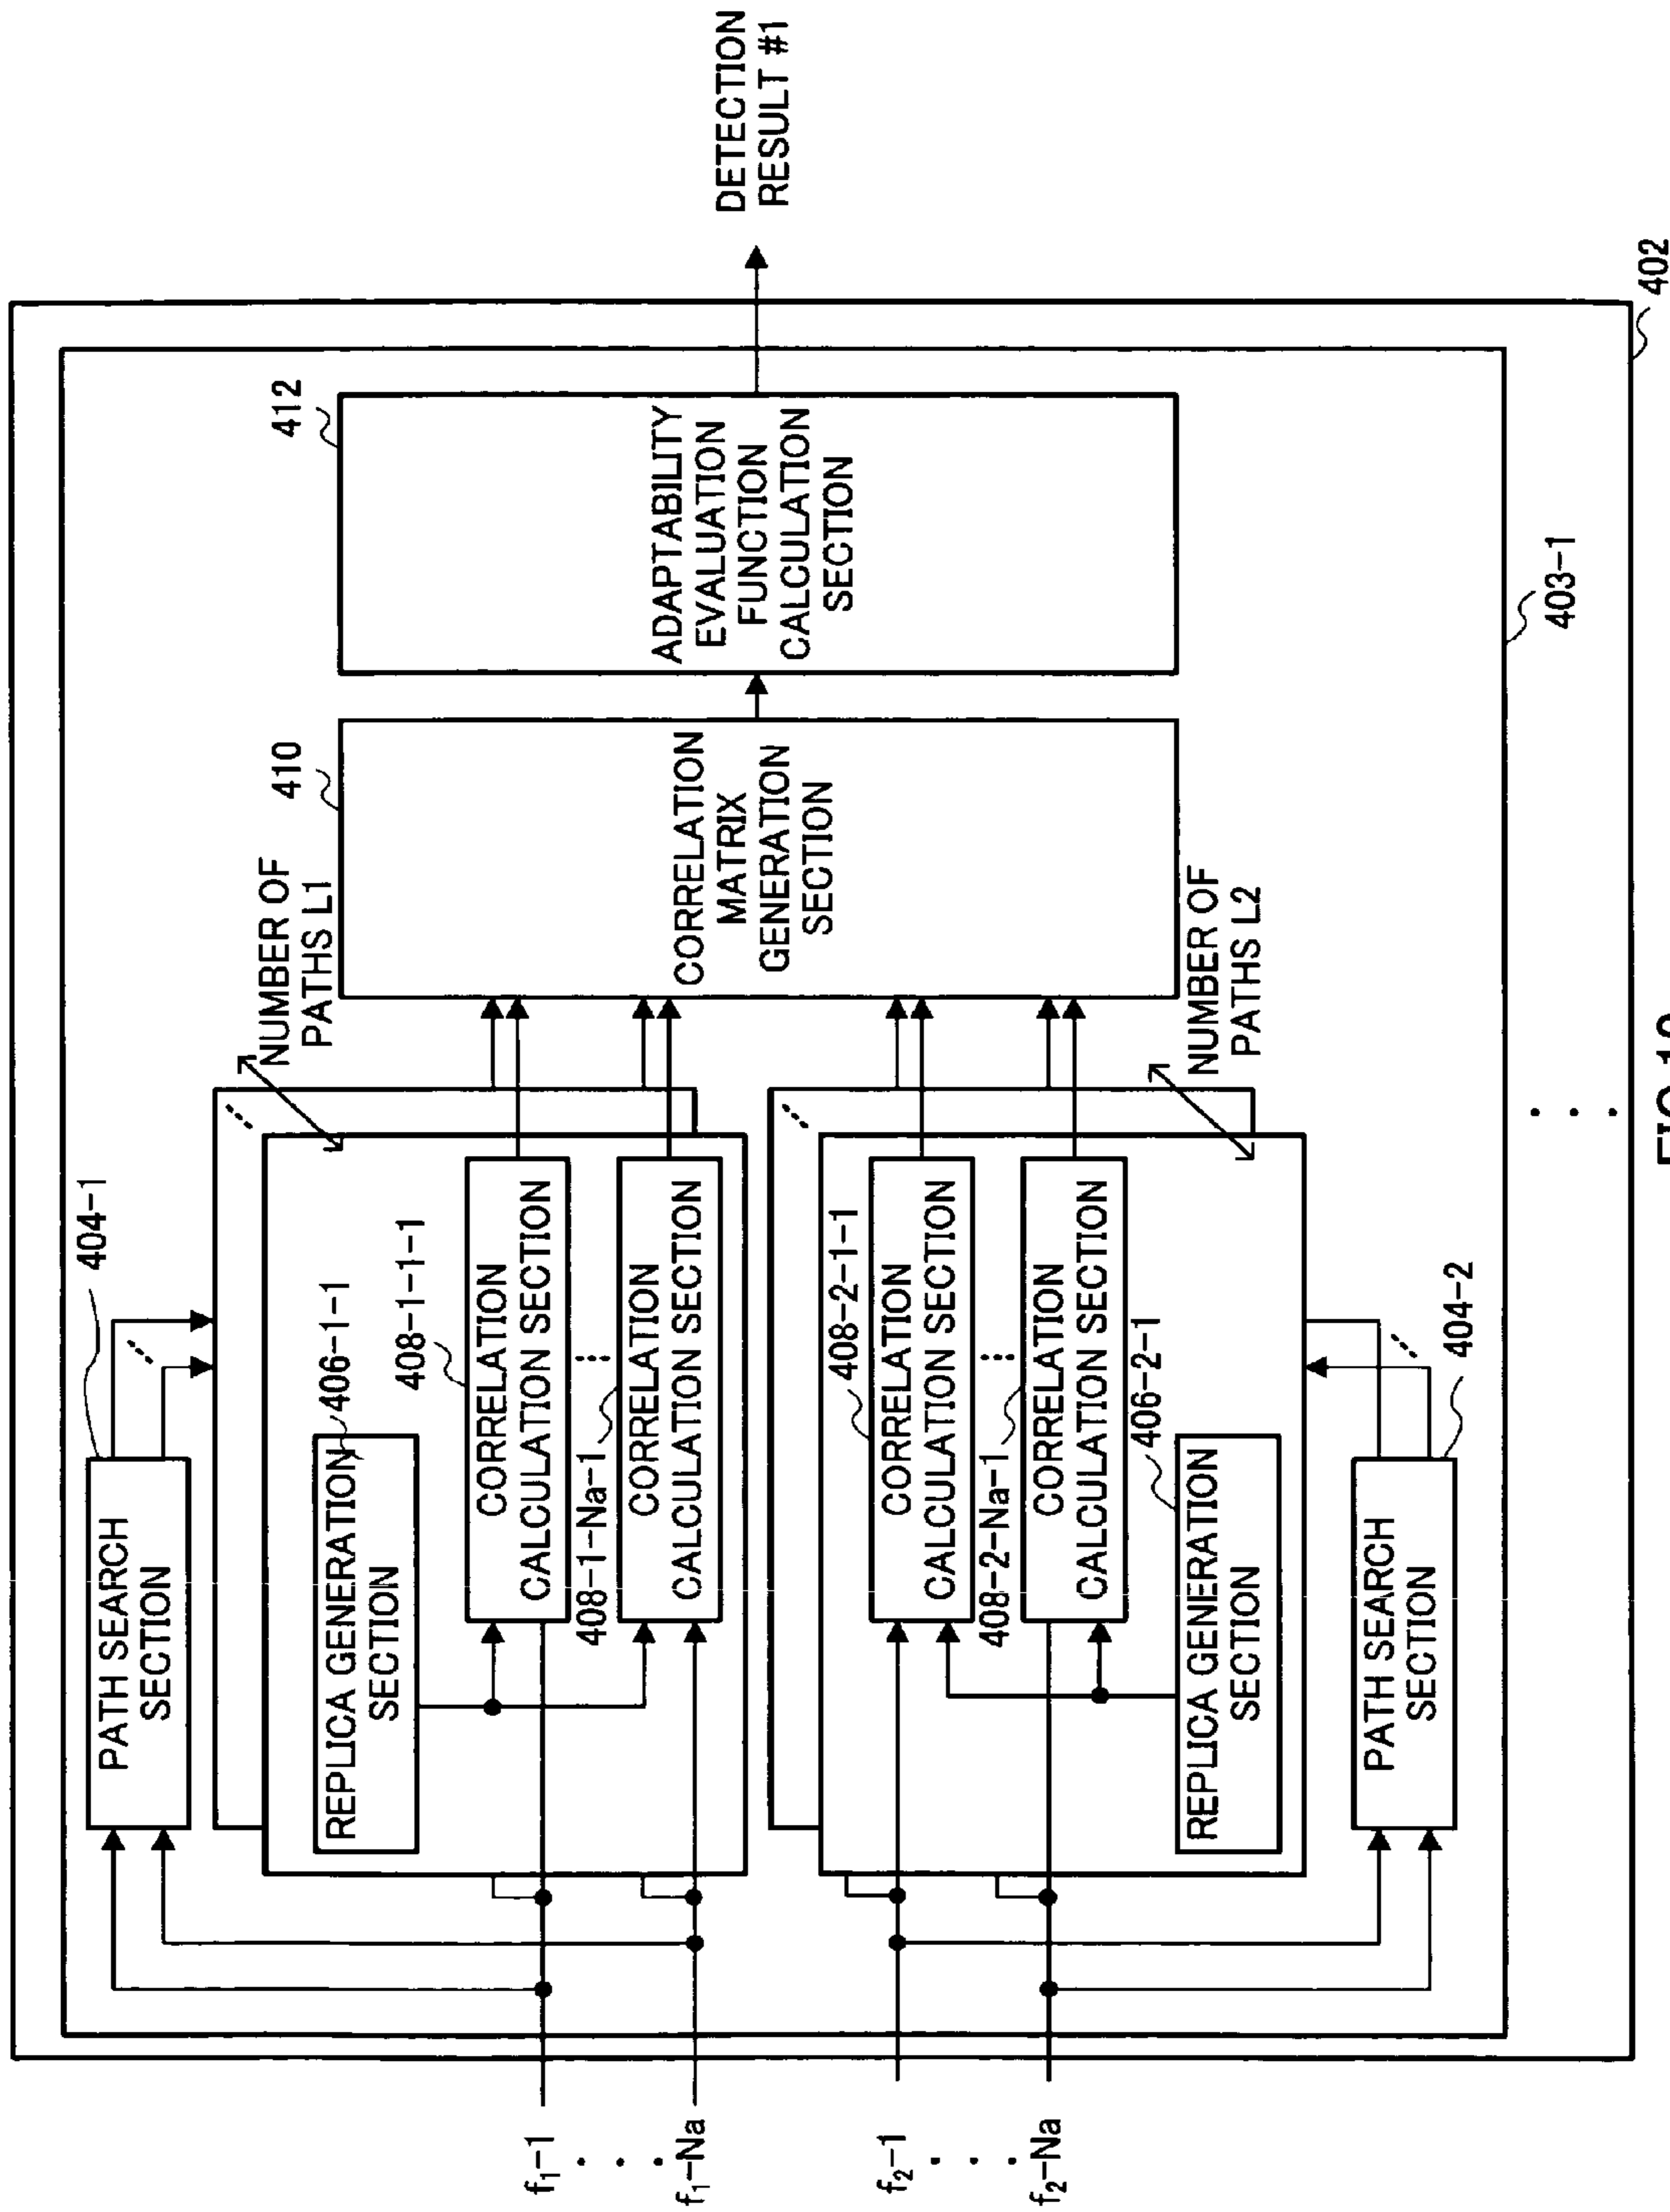 404-1
PATH SEARCH
SECTION
NUMBER OF
PATHS L1
410
412
REPLICA GENERATION
SECTION
406-1-1
408-1-1-1
CORRELATION
CALCULATION SECTION
408-1-Na-1
CORRELATION
CALCULATION SECTION
f₁-1
f₁-Na
CORRELATION
MATRIX
GENERATION
SECTION
ADAPTABILITY
EVALUATION
FUNCTION
CALCULATION
SECTION
DETECTION
RESULT #1
f₂-1
f₂-Na
408-2-1-1
CORRELATION
CALCULATION SECTION
408-2-Na-1
CORRELATION
CALCULATION SECTION
406-2-1
REPLICA GENERATION
SECTION
NUMBER OF
PATHS L2
PATH SEARCH
SECTION
404-2
403-1
402